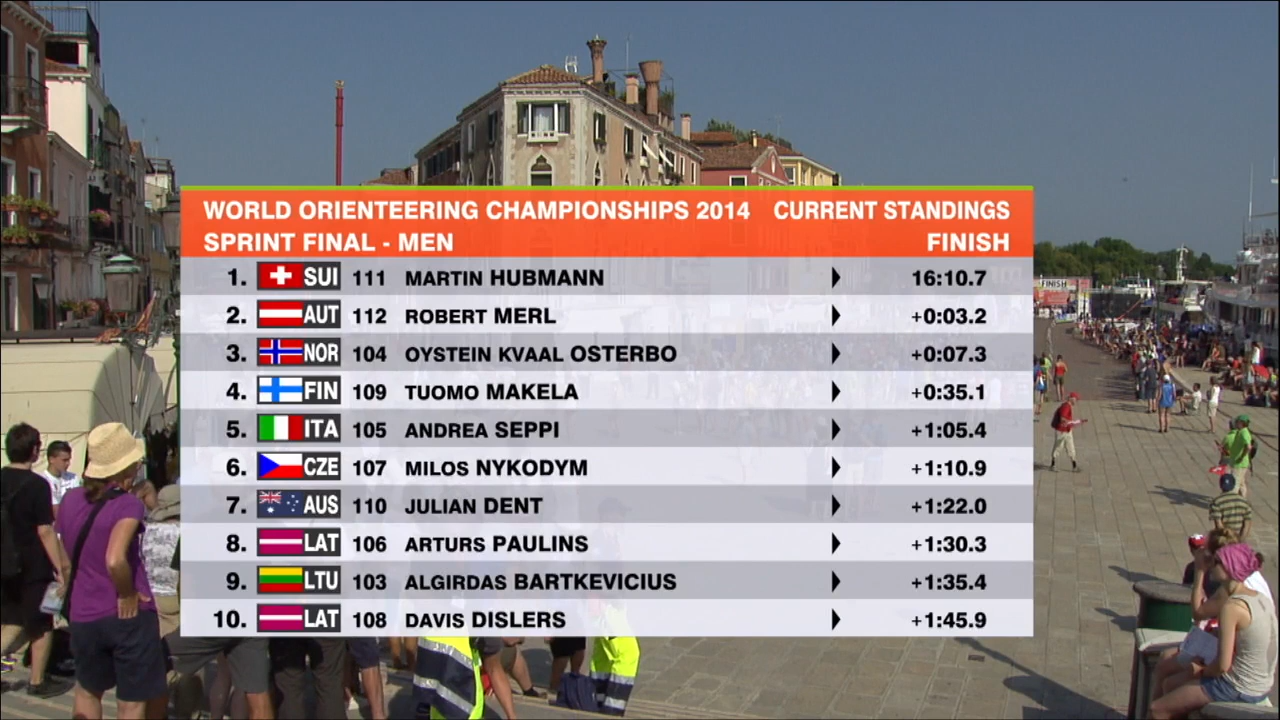 WORLD ORIENTEERING CHAMPIONSHIPS 2014 CURRENT STANDINGS
SPRINT FINAL - MEN FINISH
1. SUI 111 MARTIN HUBMANN 16:10.7
2. AUT 112 ROBERT MERL +0:03.2
3. NOR 104 OYSTEIN KVAAL OSTERBO +0:07.3
4. FIN 109 TUOMO MAKELA +0:35.1
5. ITA 105 ANDREA SEPPI +1:05.4
6. CZE 107 MILOS NYKODYM +1:10.9
7. AUS 110 JULIAN DENT +1:22.0
8. LAT 106 ARTURS PAULINS +1:30.3
9. LTU 103 ALGIRDAS BARTKEVICIUS +1:35.4
10. LAT 108 DAVIS DISLERS +1:45.9
FINISH